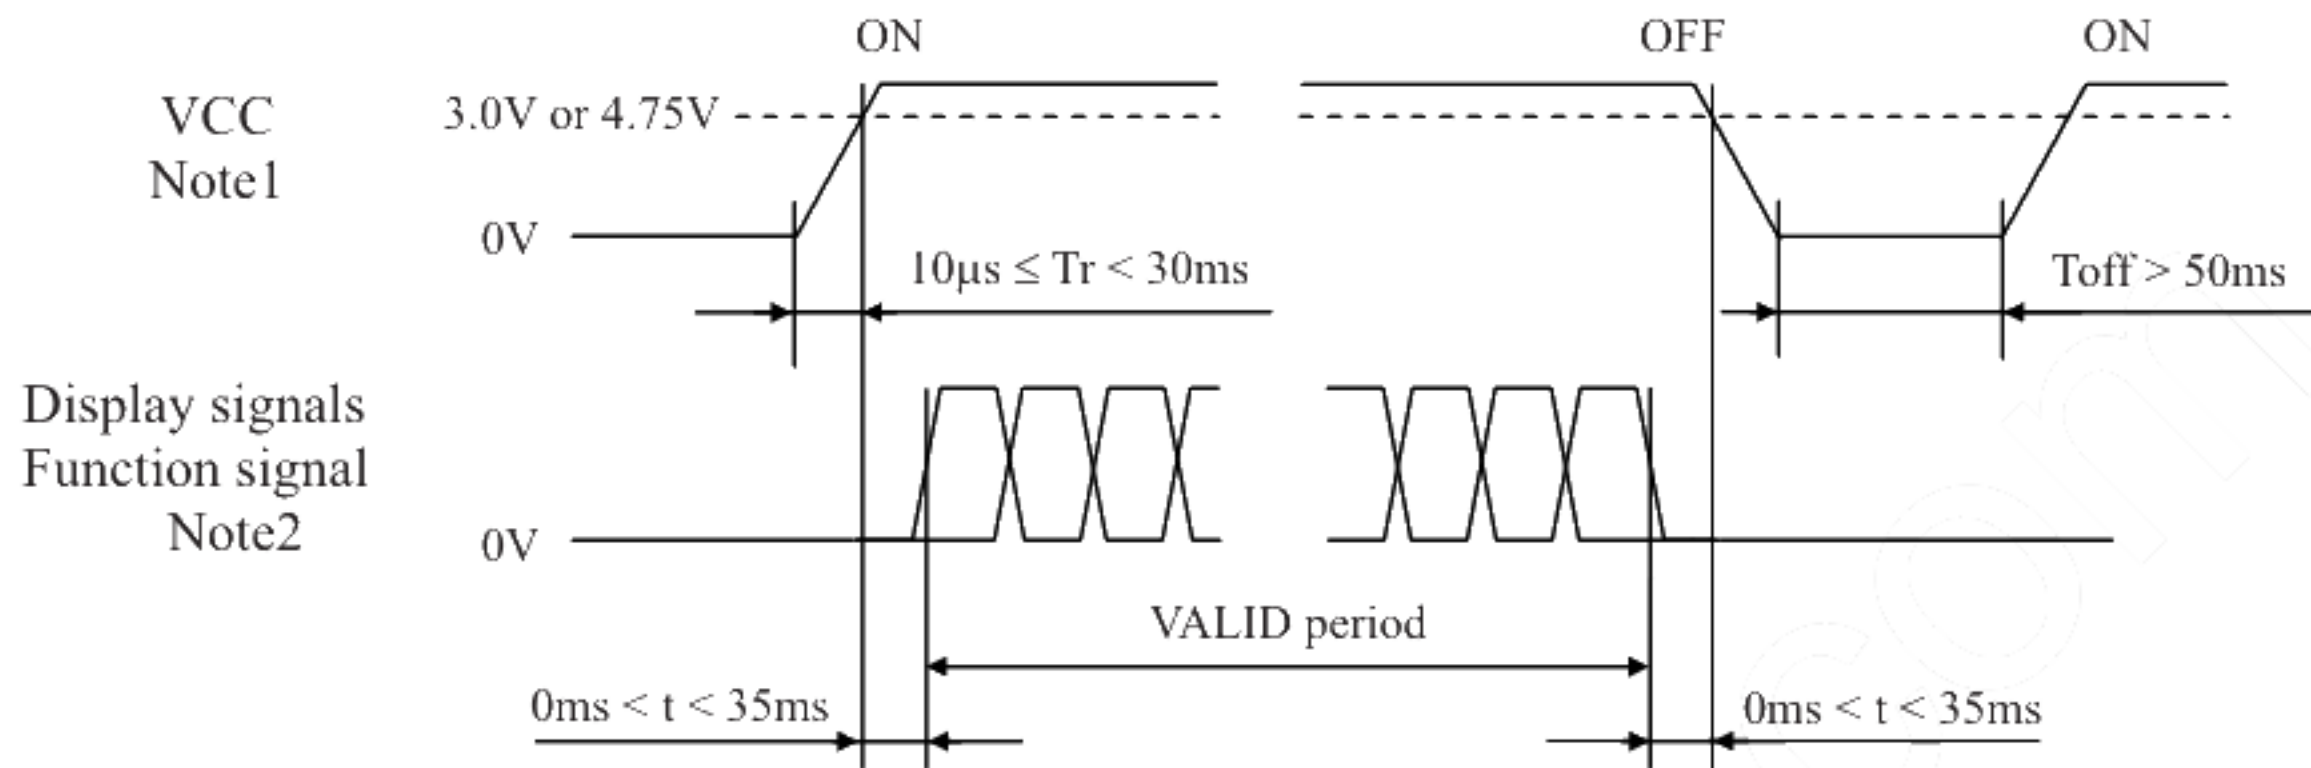 ON OFF ON
VCC 3.0V or 4.75V
Note1
0V
10μs ≤ Tr < 30ms Toff > 50ms
Display signals
Function signal
Note2 0V
VALID period
0ms < t < 35ms 0ms < t < 35ms